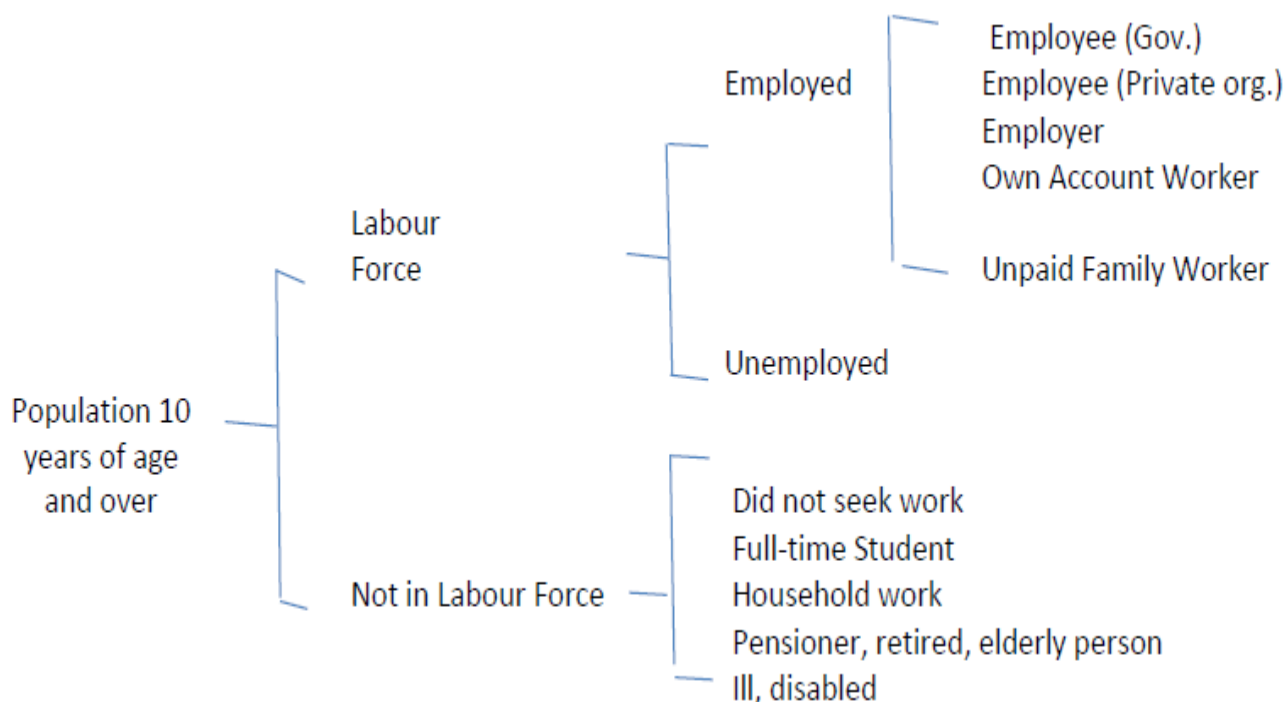 Employee (Gov.)
Employed
Employee (Private org.)
Employer
Own Account Worker
Labour
Force
Unpaid Family Worker
Unemployed
Population 10
years of age
and over
Did not seek work
Full-time Student
Not in Labour Force
Household work
Pensioner, retired, elderly person
Ill, disabled